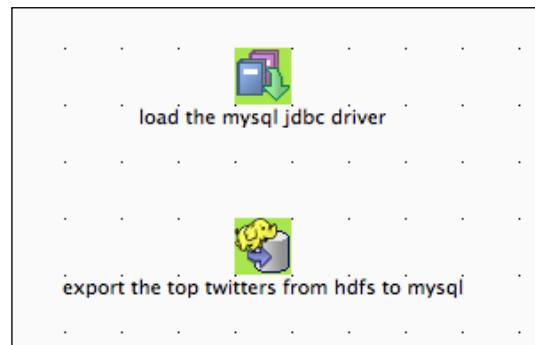 load the mysql jdbc driver
export the top twitters from hdfs to mysql